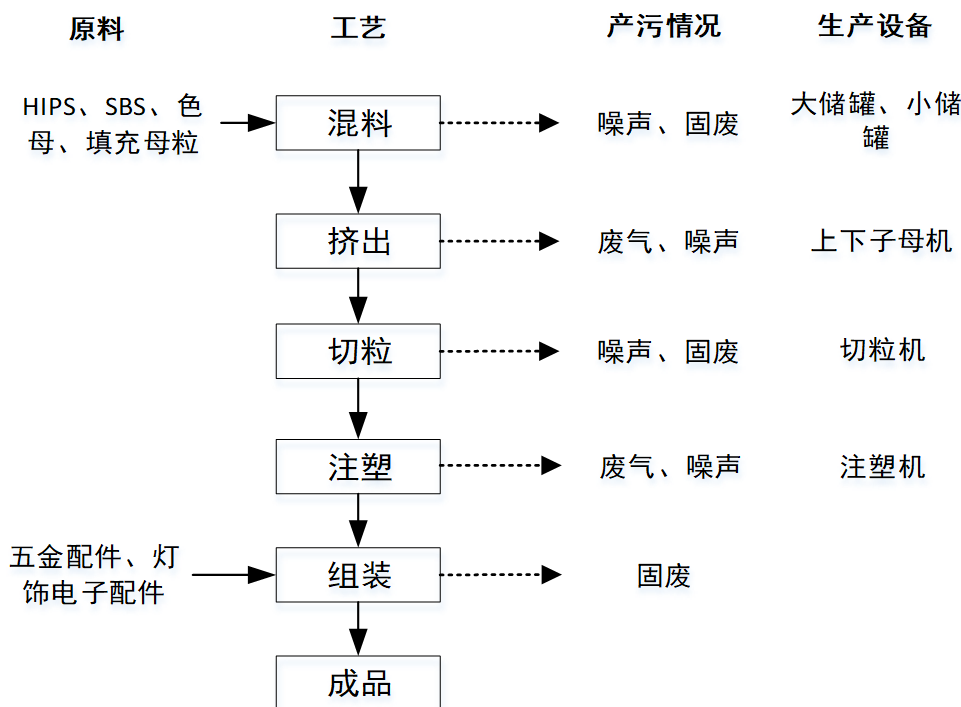 原料 工艺 产污情况 生产设备
HIPS、SBS、色
母、填充母粒
混料
噪声、固废
大储罐、小储
罐
挤出
废气、噪声
上下子母机
切粒
噪声、固废
切粒机
注塑
废气、噪声
注塑机
五金配件、灯
饰电子配件
组装
固废
成品